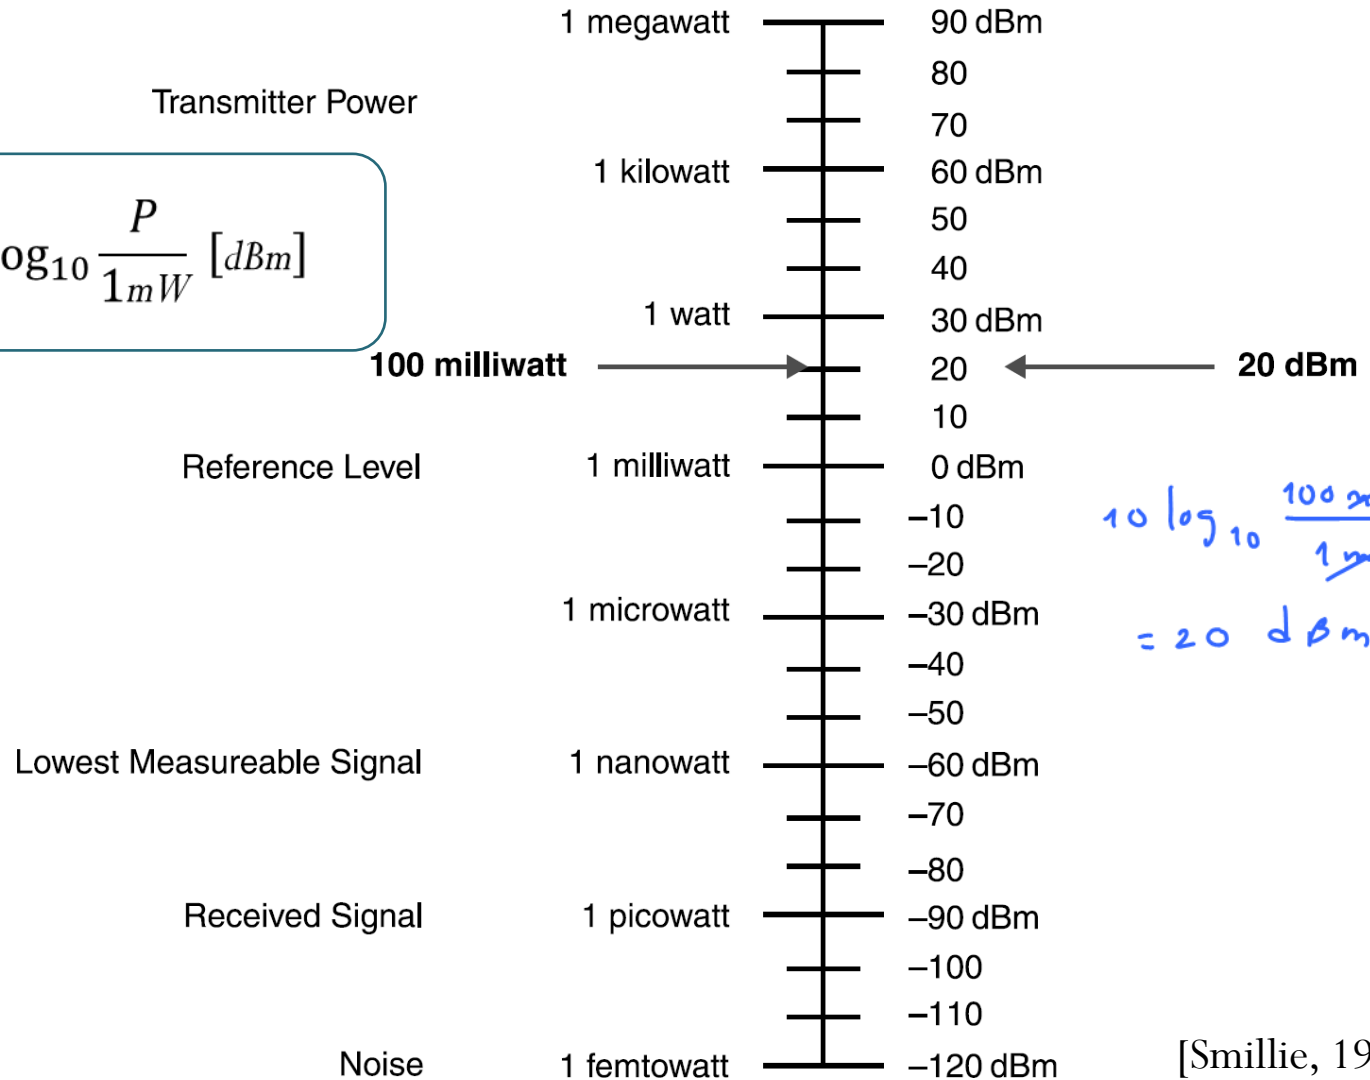 1 megawatt 90 dBm
80
Transmitter Power
70
1 kilowatt 60 dBm
50
og₁₀ P/1mW [dBm]
40
1 watt 30 dBm
100 milliwatt 20 20 dBm
10
Reference Level 1 milliwatt 0 dBm
–10
10 log₁₀ 100 / 1
–20
1 microwatt –30 dBm
= 20 dBm
–40
–50
Lowest Measureable Signal 1 nanowatt –60 dBm
–70
–80
Received Signal 1 picowatt –90 dBm
–100
–110
Noise 1 femtowatt –120 dBm
[Smillie, 19